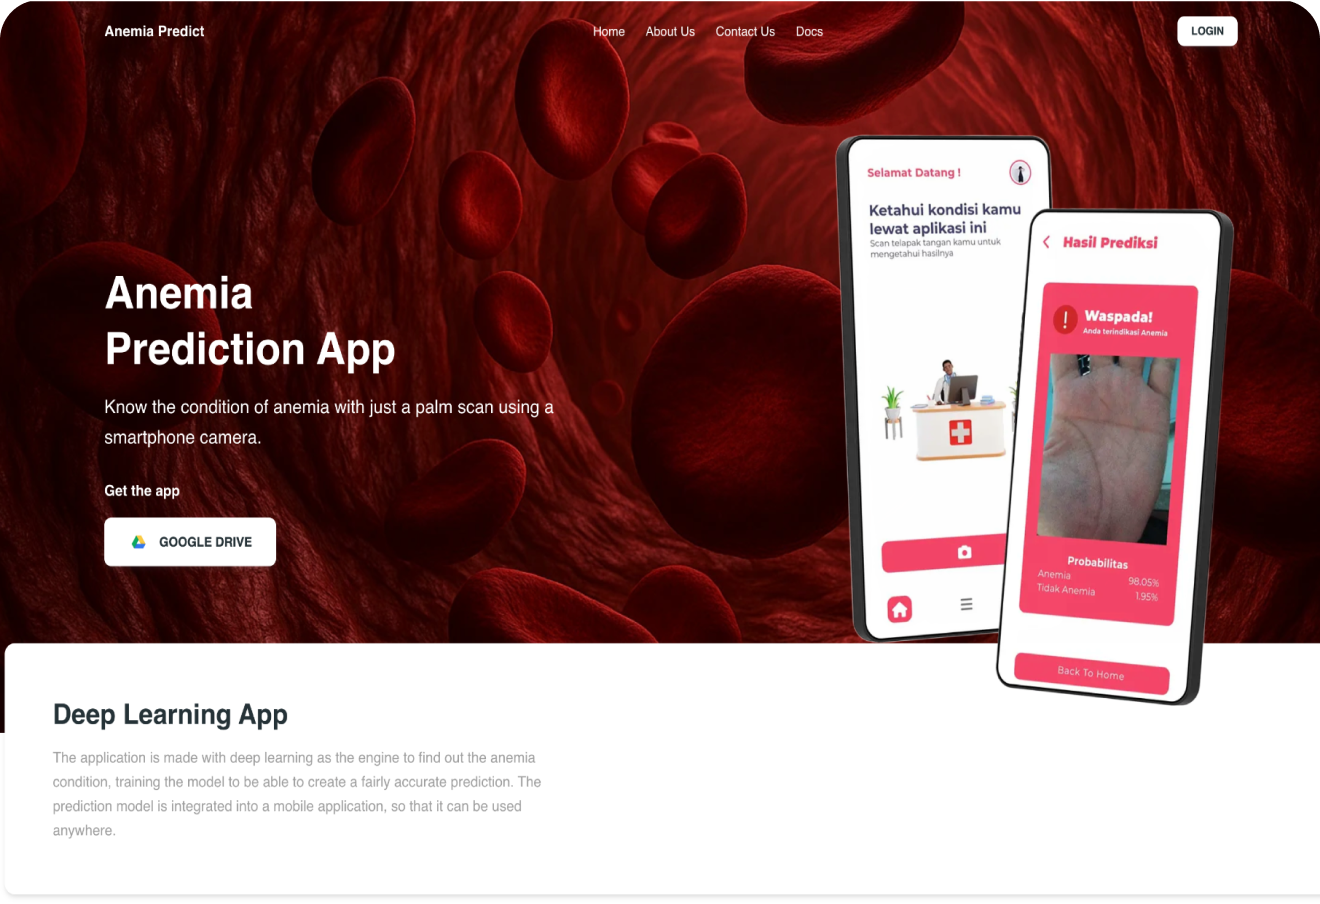 Anemia Predict
Home
About Us
Contact Us
Docs
LOGIN
Anemia
Prediction App
Know the condition of anemia with just a palm scan using a
smartphone camera.
Get the app
GOOGLE DRIVE
Selamat Datang !
Ketahui kondisi kamu
lewat aplikasi ini
Scan telapak tangan kamu untuk
mengetahui hasilnya
Hasil Prediksi
Waspada!
Anda terindikasi Anemia
Probabilitas
Anemia 98.05%
Tidak Anemia 1.95%
Back To Home
Deep Learning App
The application is made with deep learning as the engine to find out the anemia
condition, training the model to be able to create a fairly accurate prediction. The
prediction model is integrated into a mobile application, so that it can be used
anywhere.